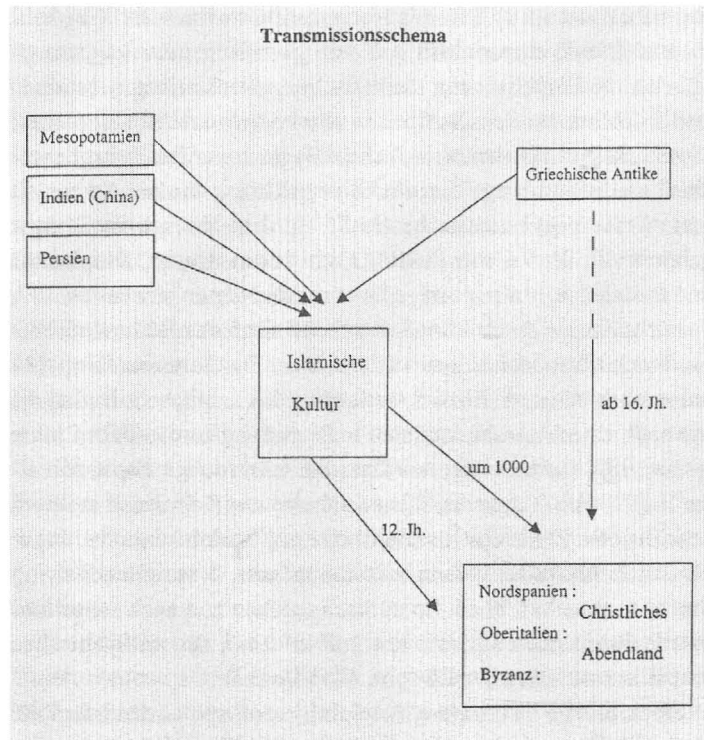 Transmissionsschema
Mesopotamien
Indien (China)
Persien
Griechische Antike
Islamische
Kultur
ab 16. Jh.
um 1000
12. Jh.
Nordspanien :
Christliches
Oberitalien :
Abendland
Byzanz :